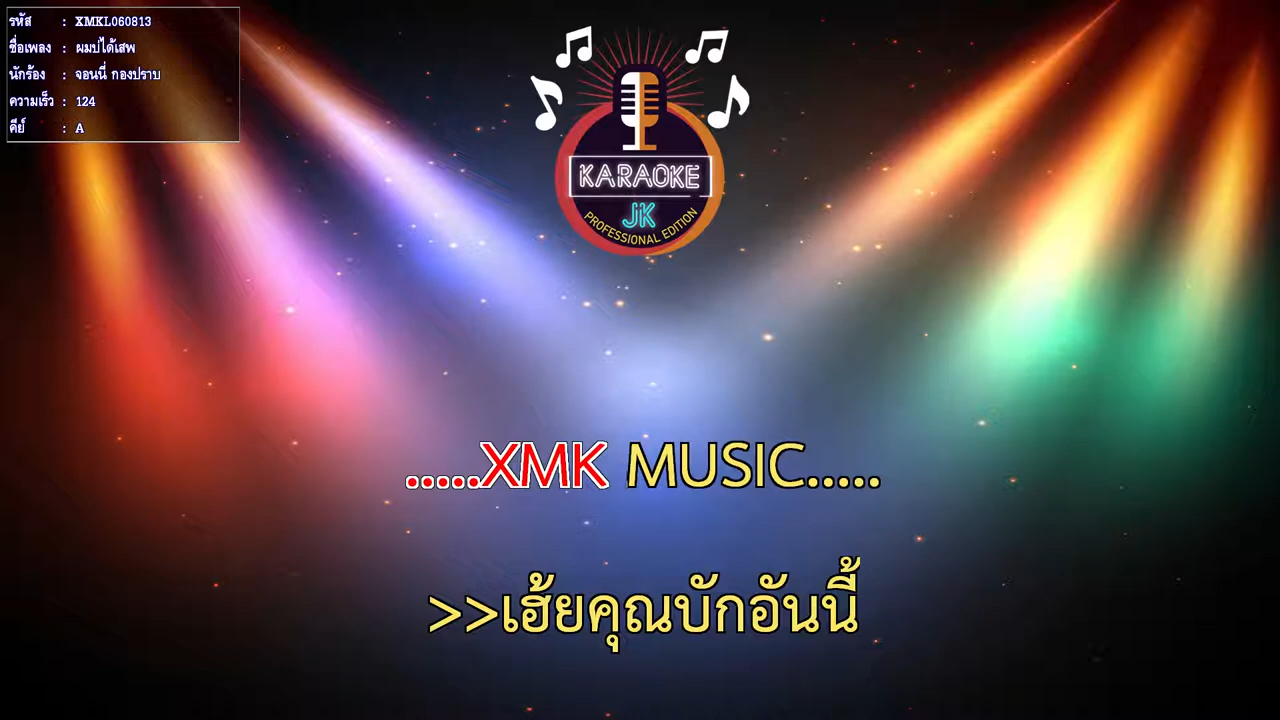 รหัส : XMKL060813
ชื่อเพลง : ผมบ่ได้เสพ
นักร้อง : จอนนี่ กองปราบ
ความเร็ว : 124
คีย์ : A
KARAOKE
JK
PROFESSIONAL EDITION
.....XMK MUSIC.....
>>เฮ้ยคุณบักอันนี้